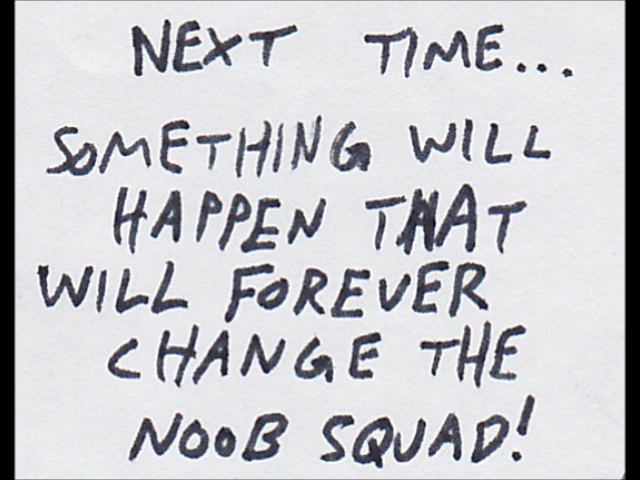 NEXT TIME...
SOMETHING WILL
HAPPEN THAT
WILL FOREVER
CHANGE THE
NOOB SQUAD!